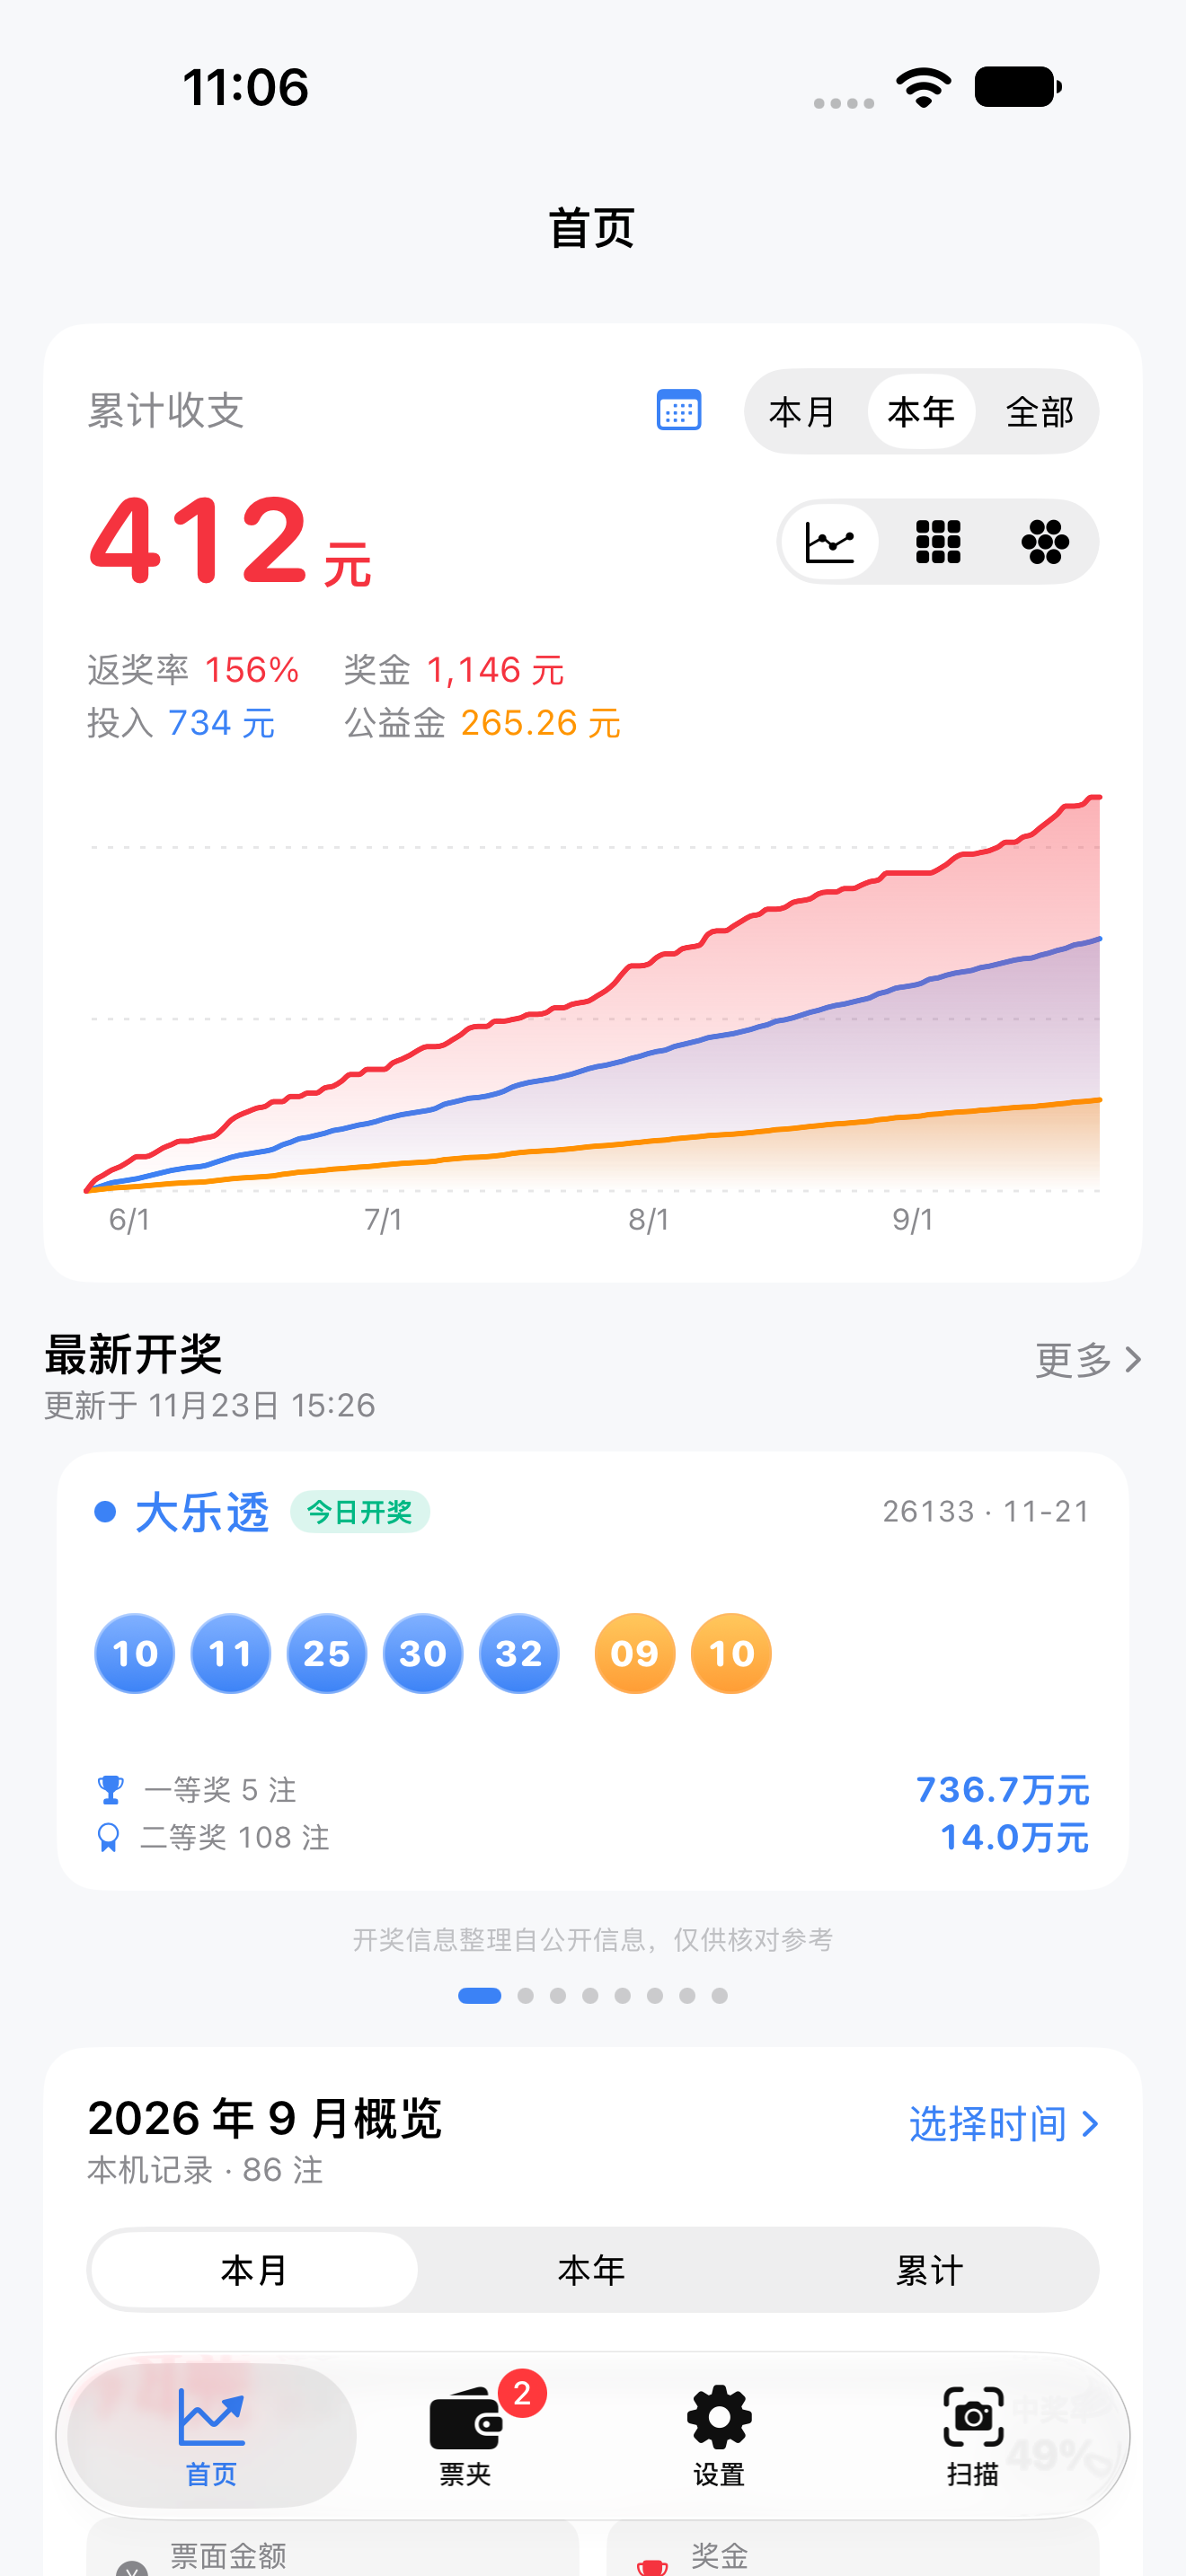 11:06
首页
累计收支
本月 本年 全部
412 元
返奖率 156% 奖金 1,146 元
投入 734 元 公益金 265.26 元
6/1 7/1 8/1 9/1
最新开奖
更多
更新于 11月23日 15:26
大乐透 今日开奖 26133 · 11-21
10 11 25 30 32 09 10
一等奖 5 注 736.7万元
二等奖 108 注 14.0万元
开奖信息整理自公开信息，仅供核对参考
2026 年 9 月概览
选择时间
本机记录 · 86 注
本月 本年 累计
2
49%
首页 票夹 设置 扫描
票面金额 奖金